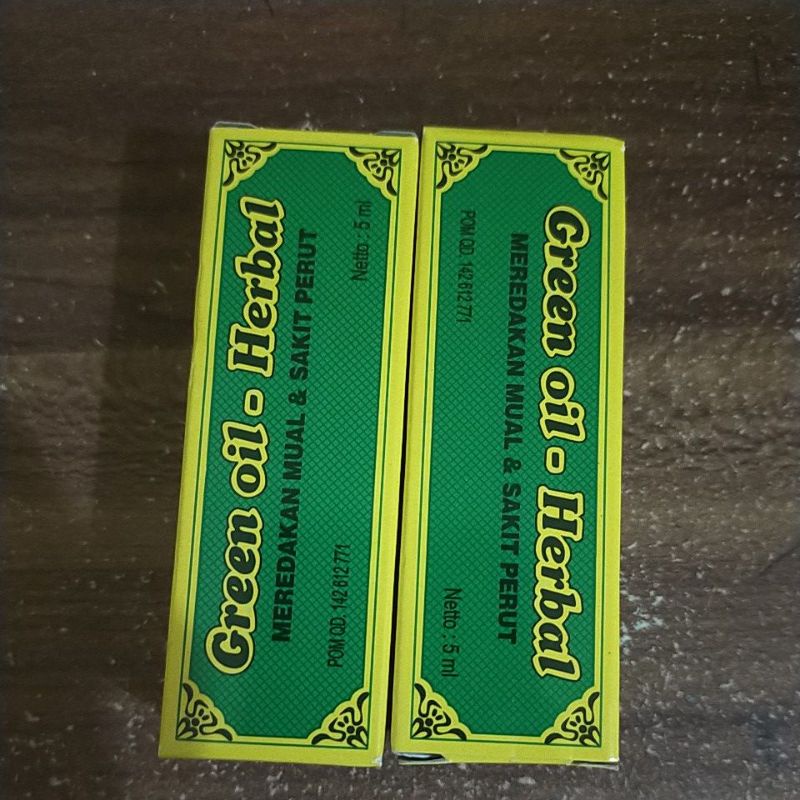 Green oil - Herbal
MEREDAKAN MUAL & SAKIT PERUT
POM QD. 142 612 771
Netto : 5 ml
Green oil - Herbal
MEREDAKAN MUAL & SAKIT PERUT
POM QD. 142 612 771
Netto : 5 ml